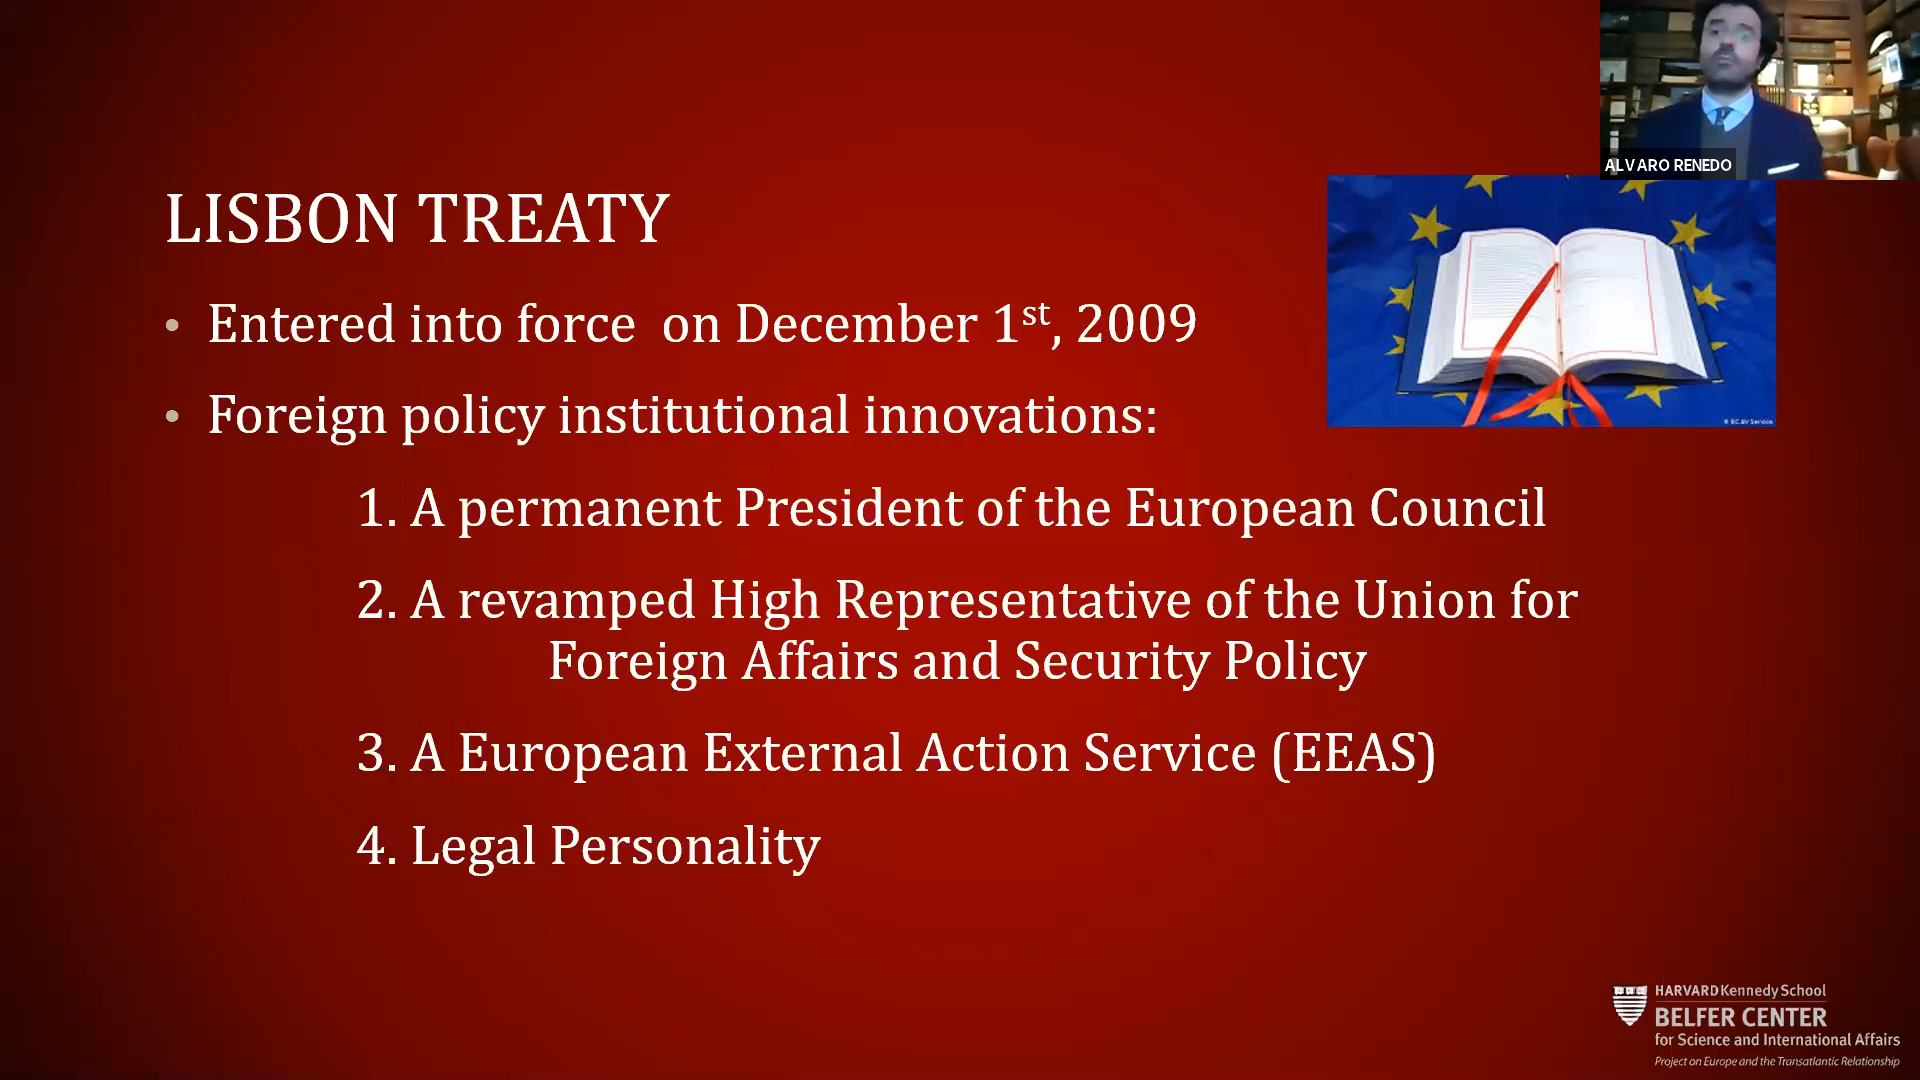 ALVARO RENEDO
LISBON TREATY
• Entered into force on December 1st, 2009
• Foreign policy institutional innovations:
1. A permanent President of the European Council
2. A revamped High Representative of the Union for
Foreign Affairs and Security Policy
3. A European External Action Service (EEAS)
4. Legal Personality
© EC AV Service
HARVARD Kennedy School
BELFER CENTER
for Science and International Affairs
Project on Europe and the Transatlantic Relationship